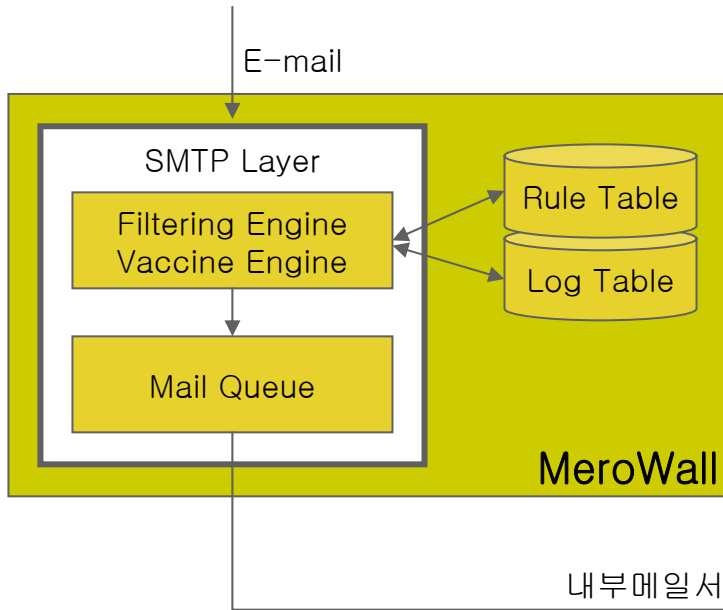 E-mail
SMTP Layer
Filtering Engine
Vaccine Engine
Rule Table
Log Table
Mail Queue
MeroWall
내부메일서